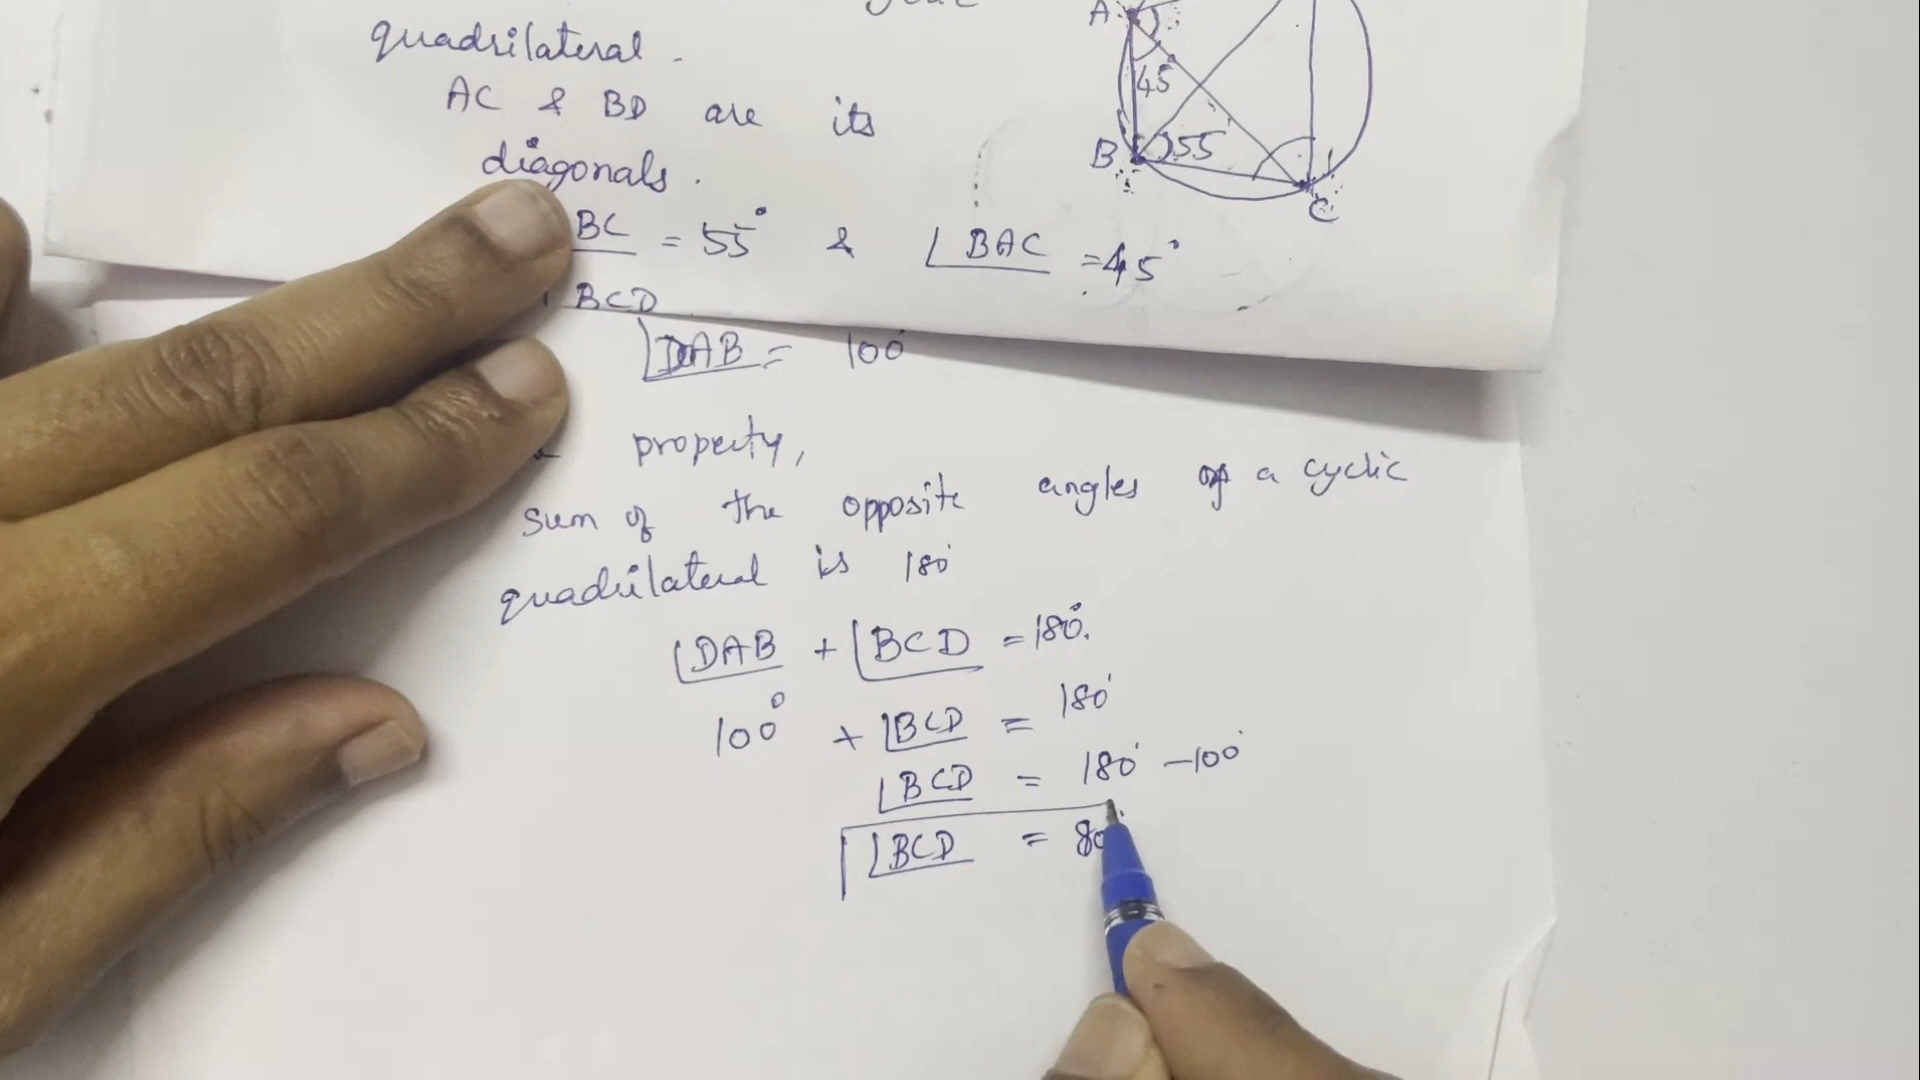 quadrilateral.
AC & BD are its
diagonals.
BC = 55° & ∠BAC = 45°
BCD
A
45
B
55
C
∠DAB = 100°
property,
sum of the opposite angles of a cyclic
quadrilateral is 180°
∠DAB + ∠BCD = 180°.
100° + ∠BCD = 180°
∠BCD = 180° - 100°
∠BCD = 80